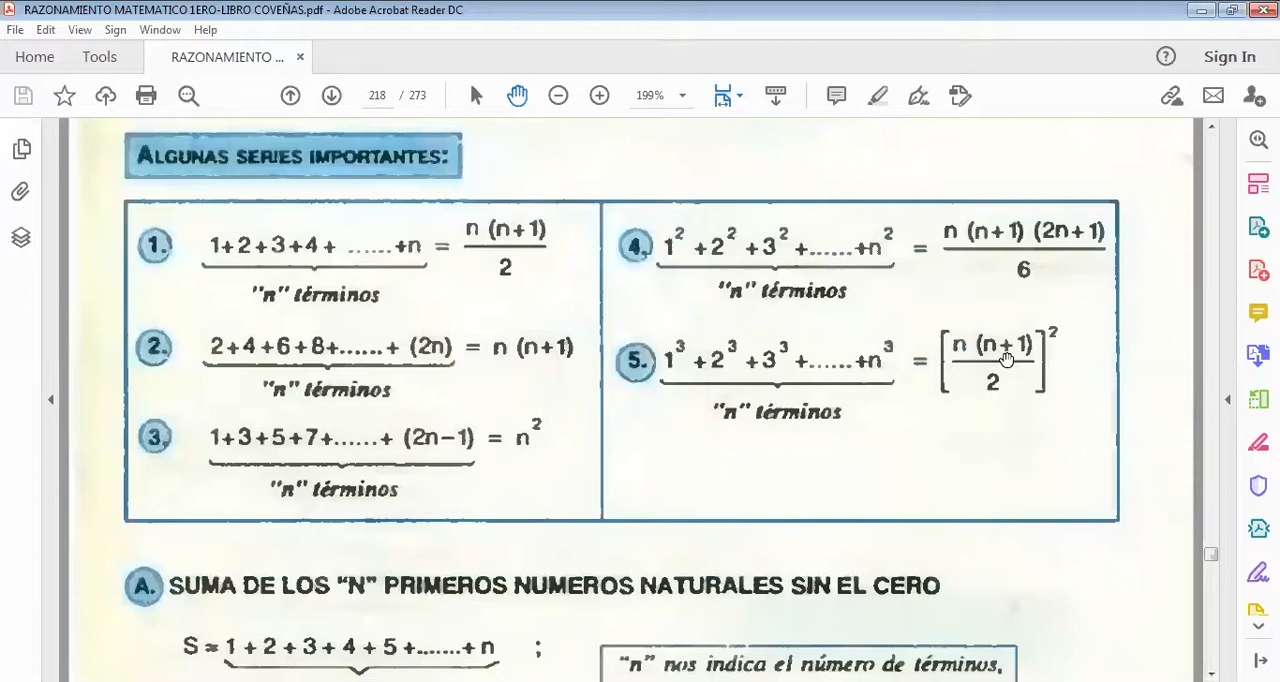 RAZONAMIENTO MATEMATICO 1ERO-LIBRO COVEÑAS.pdf - Adobe Acrobat Reader DC
File Edit View Sign Window Help
Home Tools RAZONAMIENTO ... × Sign In
218 / 273 199%
ALGUNAS SERIES IMPORTANTES:
1. 1+2+3+4+ ......+n = n (n+1) / 2
"n" términos
2. 2+4+6+8+......+ (2n) = n (n+1)
"n" términos
3. 1+3+5+7+......+ (2n−1) = n²
"n" términos
4. 1² +2² +3² +......+n² = n (n+1) (2n+1) / 6
"n" términos
5. 1³ +2³ +3³ +......+n³ = [n (n+1) / 2]²
"n" términos
A. SUMA DE LOS "N" PRIMEROS NUMEROS NATURALES SIN EL CERO
S = 1 + 2 + 3 + 4 + 5 +.......+ n ;
"n" nos indica el número de términos,